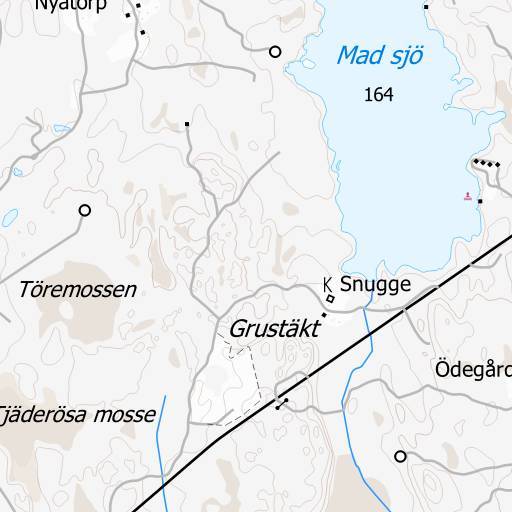 Nyatorp
Mad sjö
164
K
Snugge
Töremossen
Grustäkt
Ödegård
Tjäderösa mosse